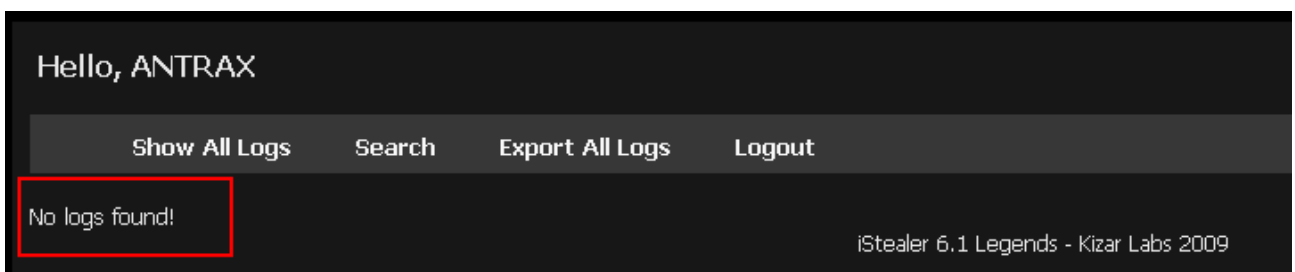 Hello, ANTRAX
Show All Logs Search Export All Logs Logout
No logs found!
iStealer 6.1 Legends - Kizar Labs 2009